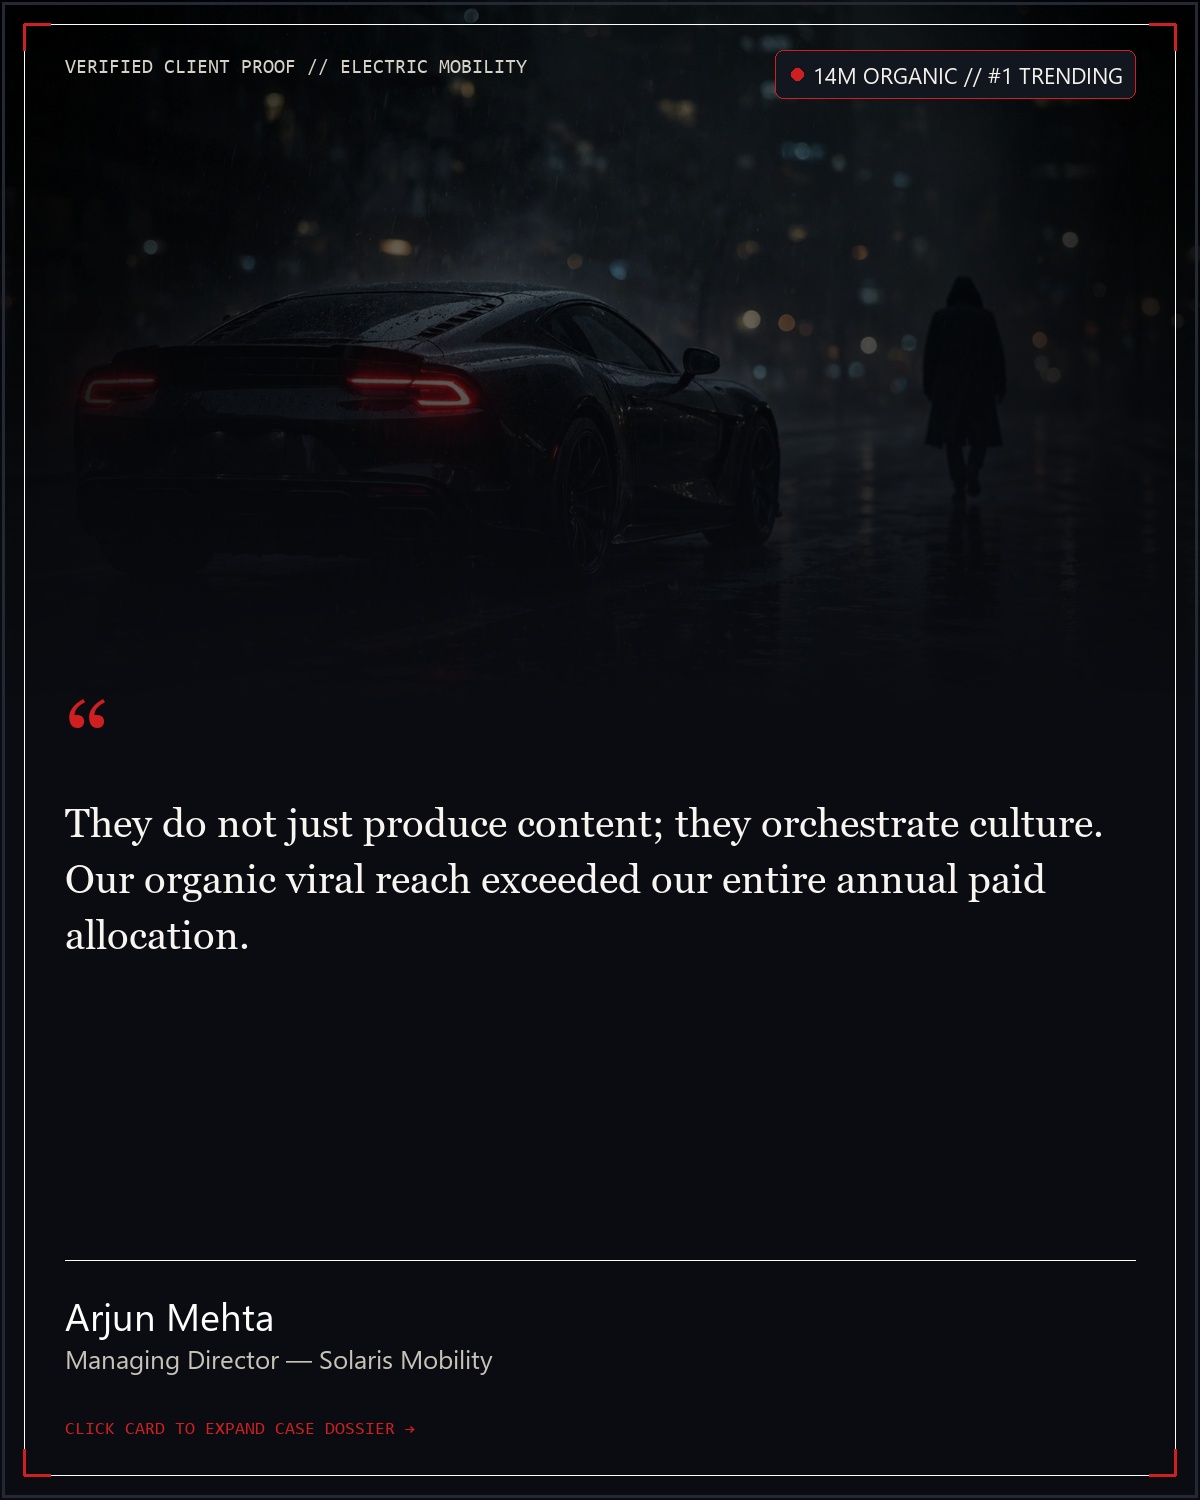 VERIFIED CLIENT PROOF // ELECTRIC MOBILITY
14M ORGANIC // #1 TRENDING
“
They do not just produce content; they orchestrate culture.
Our organic viral reach exceeded our entire annual paid
allocation.
Arjun Mehta
Managing Director — Solaris Mobility
CLICK CARD TO EXPAND CASE DOSSIER →